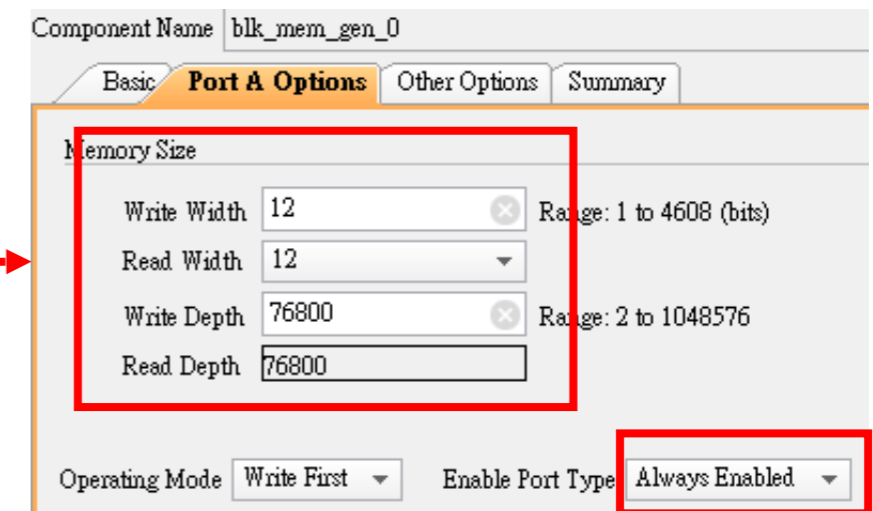 Component Name blk_mem_gen_0
Basic Port A Options Other Options Summary
Memory Size
Write Width 12 Range: 1 to 4608 (bits)
Read Width 12
Write Depth 76800 Range: 2 to 1048576
Read Depth 76800
Operating Mode Write First Enable Port Type Always Enabled